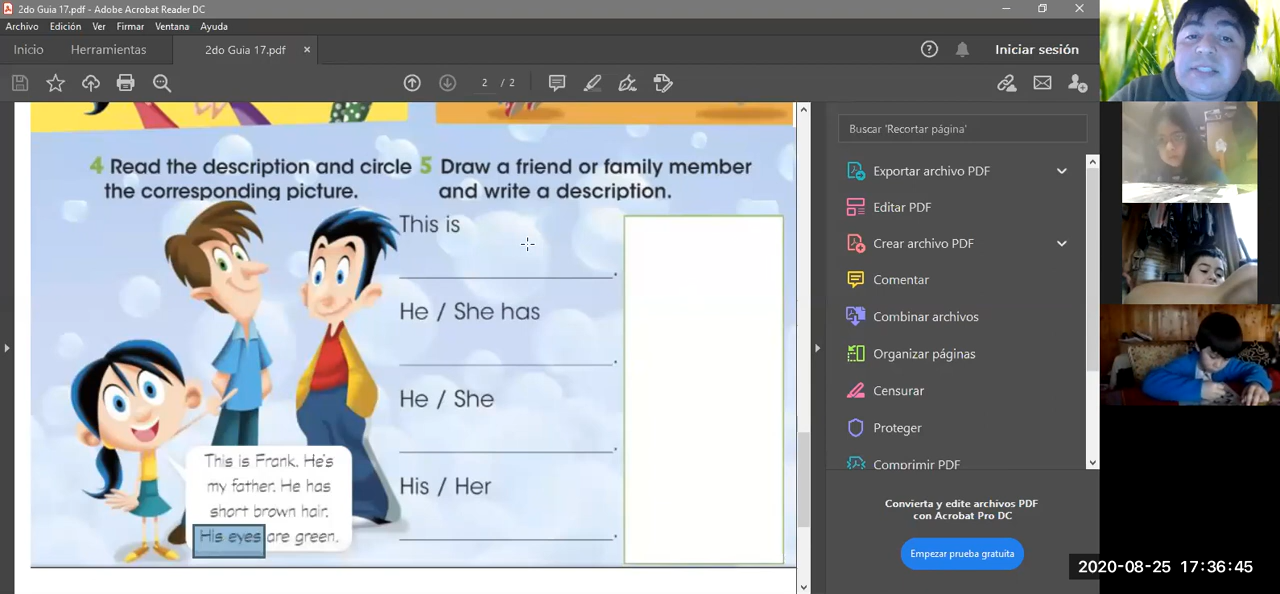 2do Guia 17.pdf - Adobe Acrobat Reader DC
Archivo Edición Ver Firmar Ventana Ayuda
Inicio Herramientas 2do Guia 17.pdf × Iniciar sesión
2 / 2
4 Read the description and circle
the corresponding picture.
5 Draw a friend or family member
and write a description.
This is
.
He / She has
.
He / She
.
His / Her
.
This is Frank. He's
my father. He has
short brown hair.
His eyes are green.
Buscar 'Recortar página'
Exportar archivo PDF
Editar PDF
Crear archivo PDF
Comentar
Combinar archivos
Organizar páginas
Censurar
Proteger
Comprimir PDF
Convierta y edite archivos PDF
con Acrobat Pro DC
Empezar prueba gratuita
2020-08-25 17:36:45